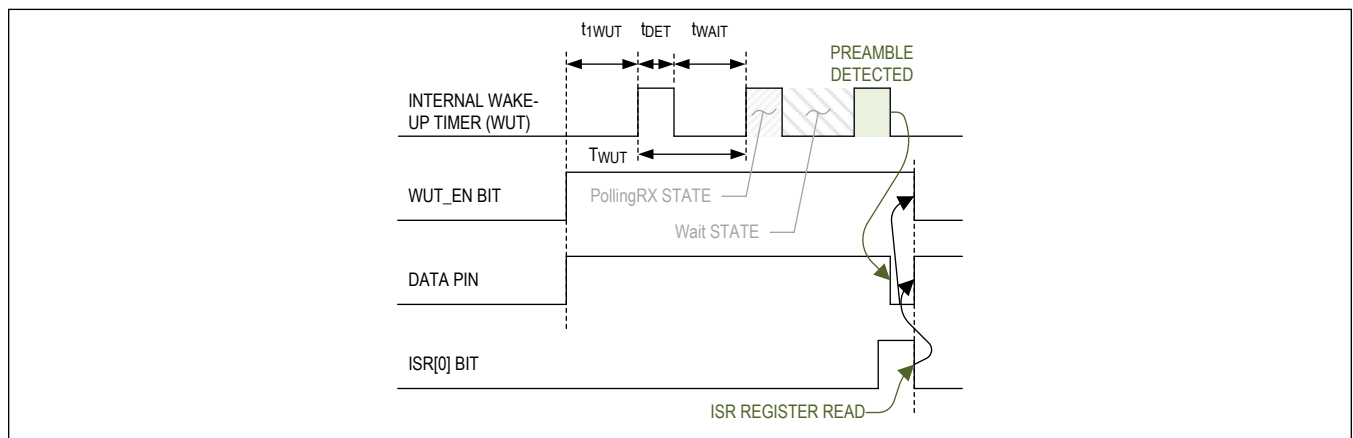 t1WUT tDET tWAIT
PREAMBLE
DETECTED
INTERNAL WAKE-
UP TIMER (WUT)
TWUT
WUT_EN BIT
PollingRX STATE
Wait STATE
DATA PIN
ISR[0] BIT
ISR REGISTER READ